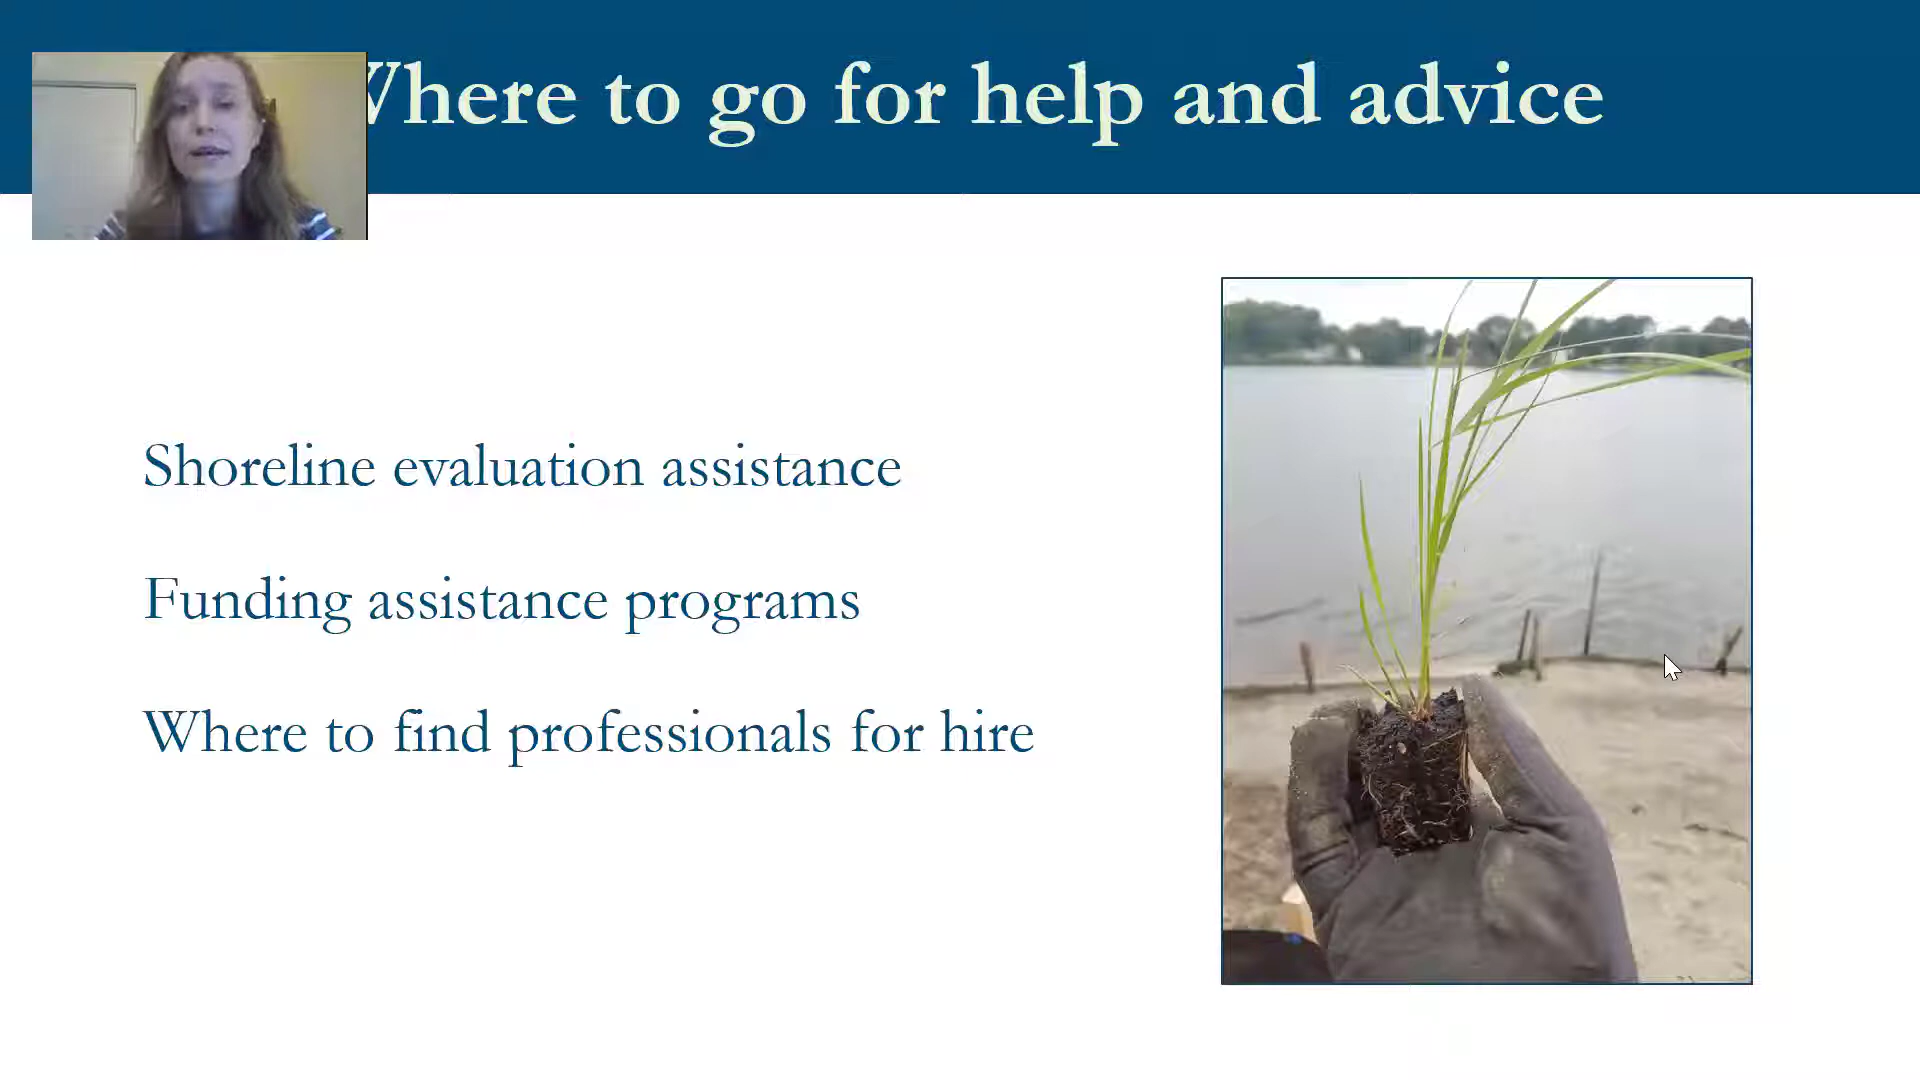 Where to go for help and advice
Shoreline evaluation assistance
Funding assistance programs
Where to find professionals for hire